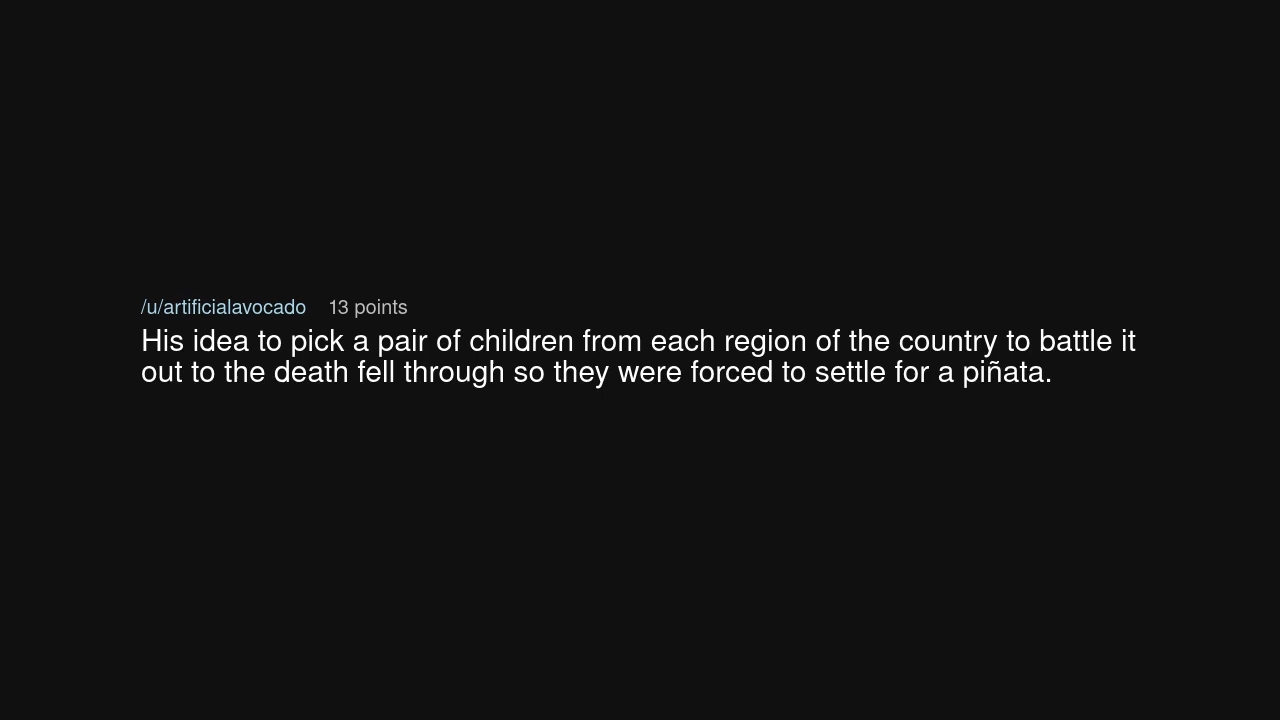 /u/artificialavocado 13 points
His idea to pick a pair of children from each region of the country to battle it
out to the death fell through so they were forced to settle for a piñata.